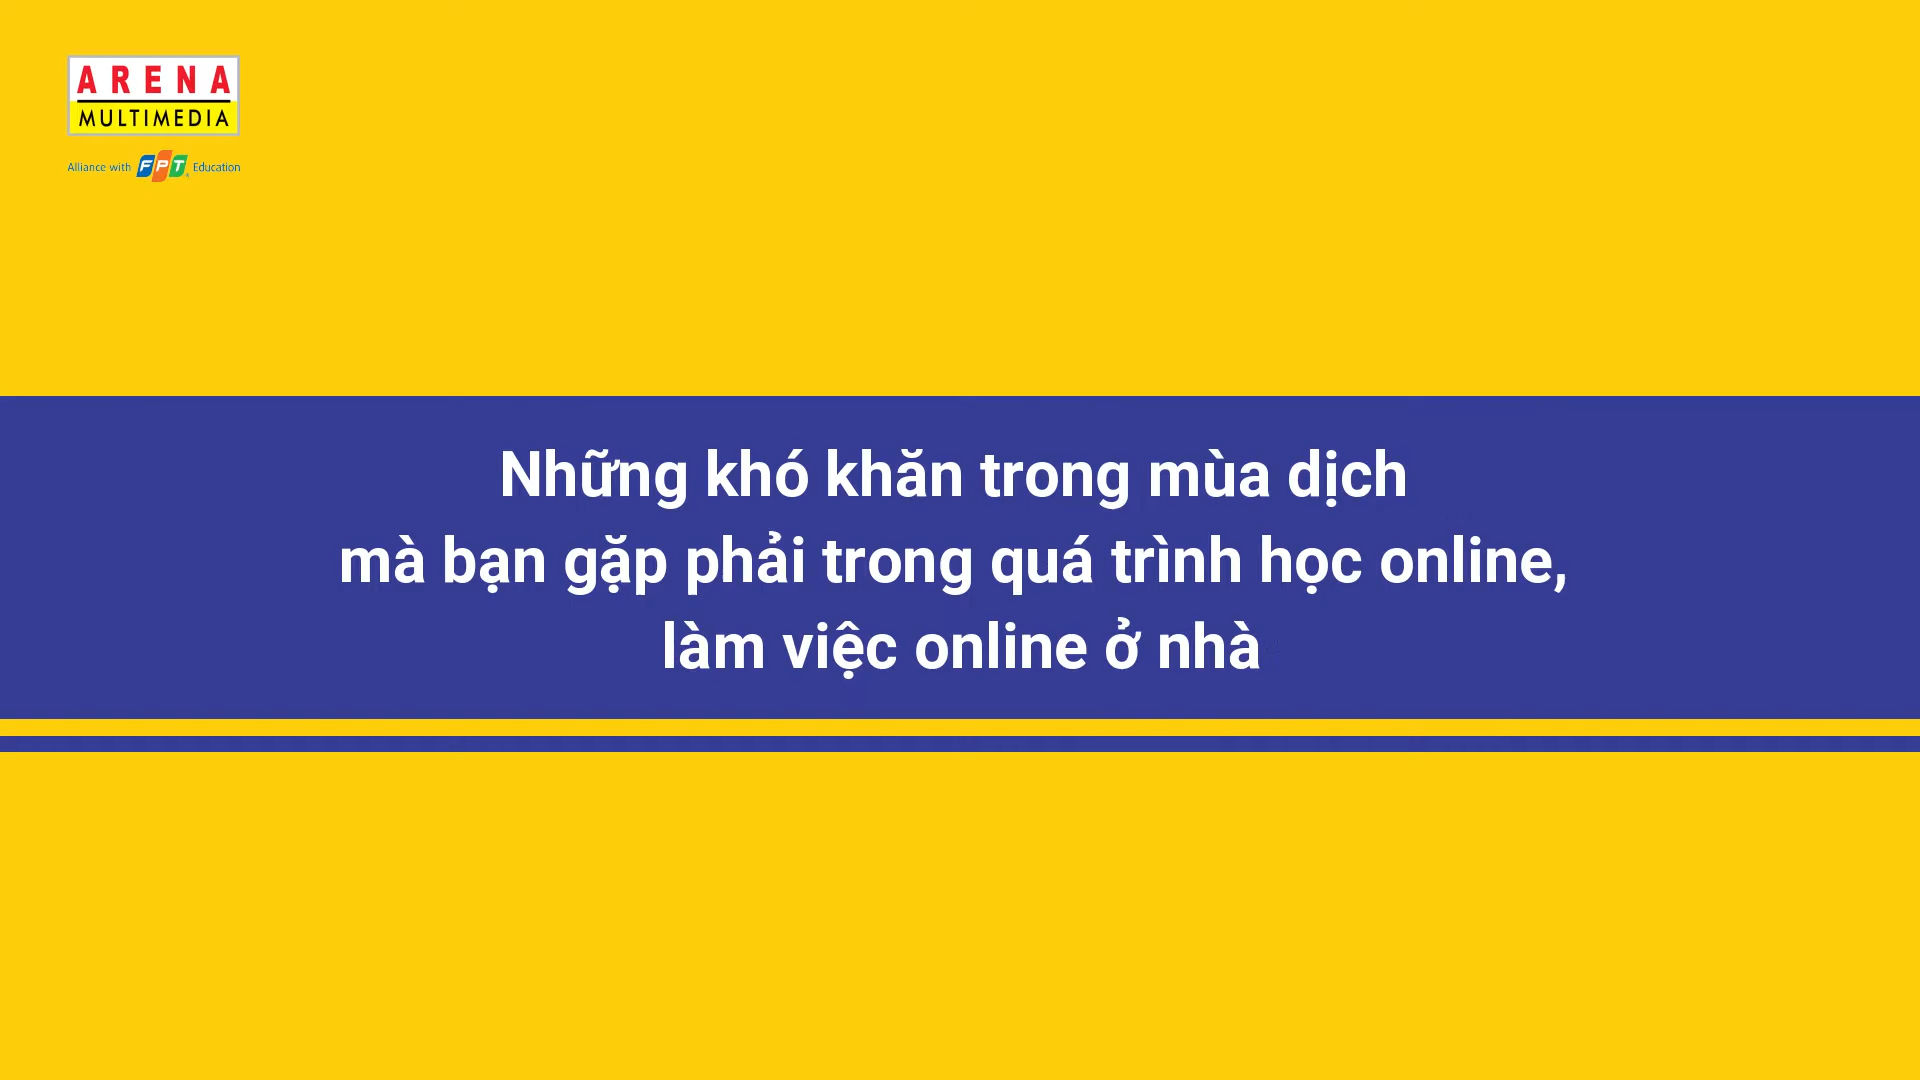 ARENA
MULTIMEDIA
Alliance with FPT Education
Những khó khăn trong mùa dịch
mà bạn gặp phải trong quá trình học online,
làm việc online ở nhà